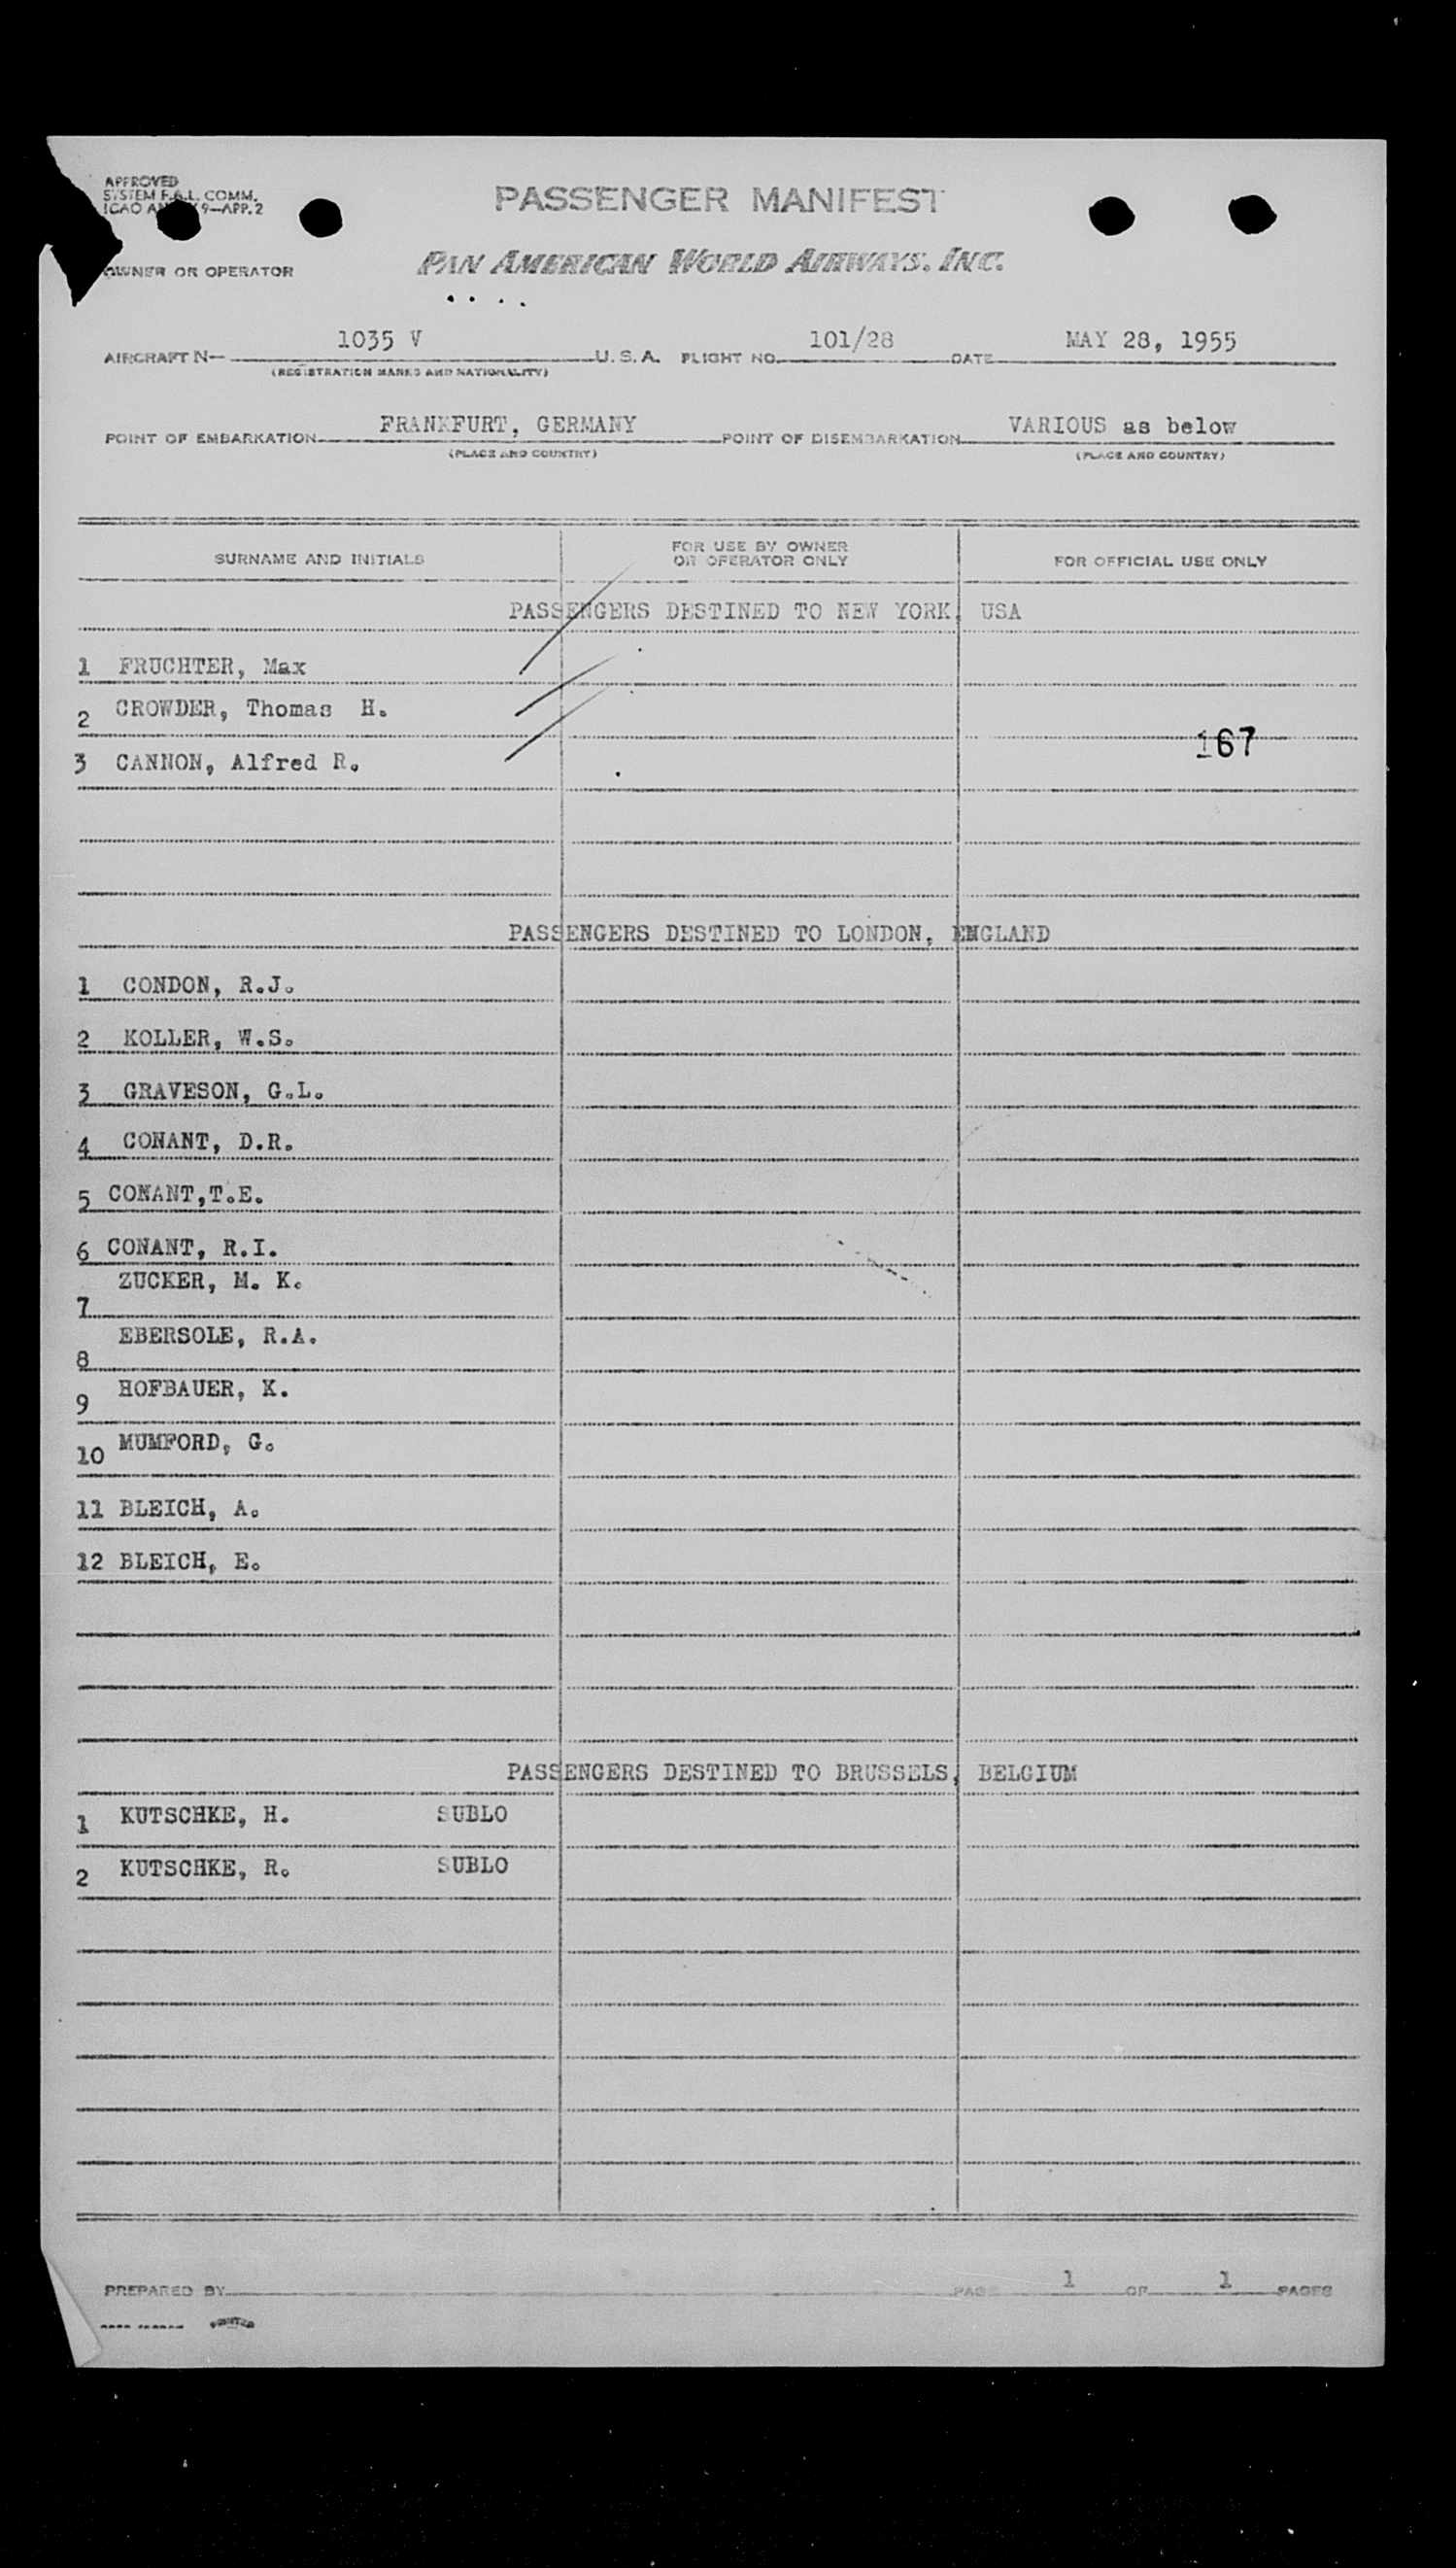 APPROVED
SYSTEM F.A.L. COMM.
ICAO 9—APP. 2
PASSENGER MANIFEST
OWNER OR OPERATOR
PAN AMERICAN WORLD AIRWAYS, INC.
AIRCRAFT N— 1035 V U. S. A. FLIGHT NO. 101/28 DATE MAY 28, 1955
(REGISTRATION MARKS AND NATIONALITY)
POINT OF EMBARKATION FRANKFURT, GERMANY POINT OF DISEMBARKATION VARIOUS as below
(PLACE AND COUNTRY) (PLACE AND COUNTRY)
SURNAME AND INITIALS FOR USE BY OWNER OR OPERATOR ONLY FOR OFFICIAL USE ONLY
PASSENGERS DESTINED TO NEW YORK, USA
1 FRUCHTER, Max
2 CROWDER, Thomas H.
167
3 CANNON, Alfred R.
PASSENGERS DESTINED TO LONDON, ENGLAND
1 CONDON, R.J.
2 KOLLER, W.S.
3 GRAVESON, G.L.
4 CONANT, D.R.
5 CONANT,T.E.
6 CONANT, R.I.
7 ZUCKER, M. K.
8 EBERSOLE, R.A.
9 HOFBAUER, K.
10 MUMFORD, G.
11 BLEICH, A.
12 BLEICH, E.
PASSENGERS DESTINED TO BRUSSELS, BELGIUM
1 KUTSCHKE, H. SUBLO
2 KUTSCHKE, R. SUBLO
PREPARED BY PAGE 1 OF 1 PAGES